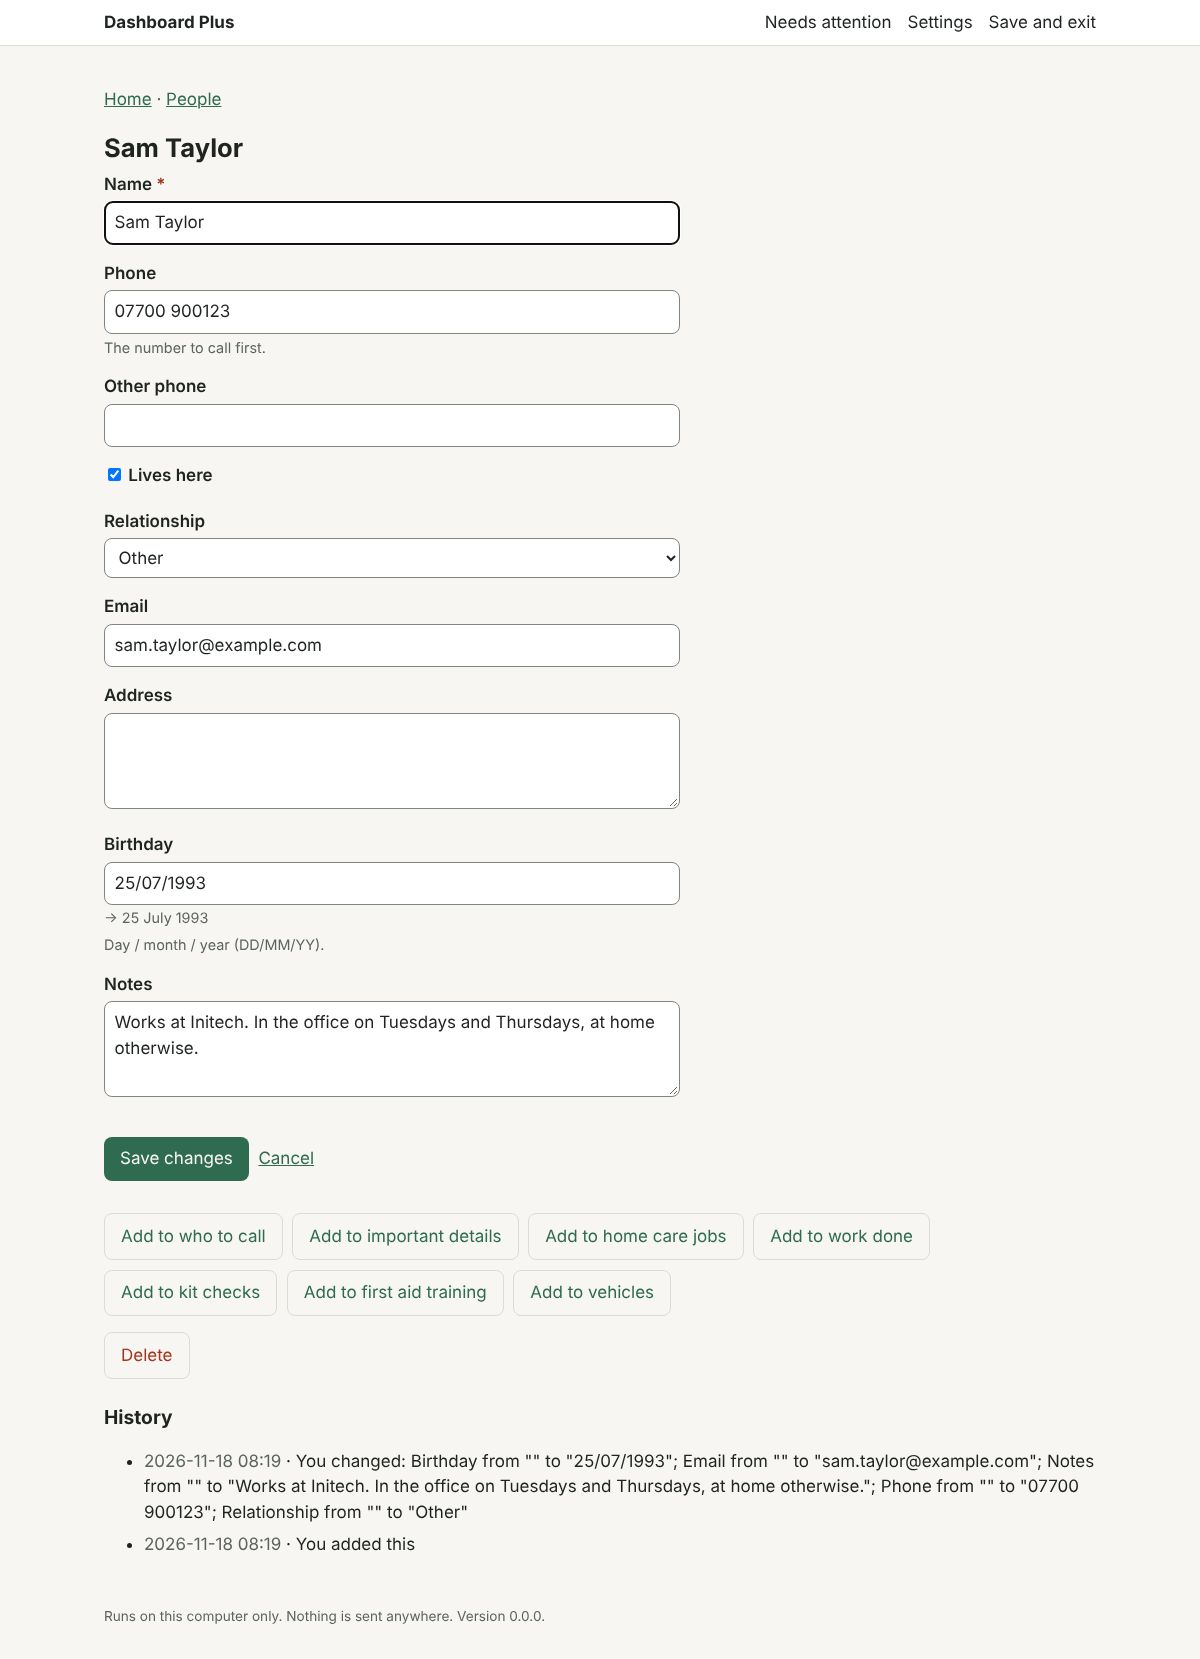 Dashboard Plus
Needs attention Settings Save and exit
Home · People
Sam Taylor
Name *
Sam Taylor
Phone
07700 900123
The number to call first.
Other phone
Lives here
Relationship
Other
Email
sam.taylor@example.com
Address
Birthday
25/07/1993
→ 25 July 1993
Day / month / year (DD/MM/YY).
Notes
Works at Initech. In the office on Tuesdays and Thursdays, at home
otherwise.
Save changes Cancel
Add to who to call Add to important details Add to home care jobs Add to work done
Add to kit checks Add to first aid training Add to vehicles
Delete
History
2026-11-18 08:19 · You changed: Birthday from "" to "25/07/1993"; Email from "" to "sam.taylor@example.com"; Notes
from "" to "Works at Initech. In the office on Tuesdays and Thursdays, at home otherwise."; Phone from "" to "07700
900123"; Relationship from "" to "Other"
2026-11-18 08:19 · You added this
Runs on this computer only. Nothing is sent anywhere. Version 0.0.0.